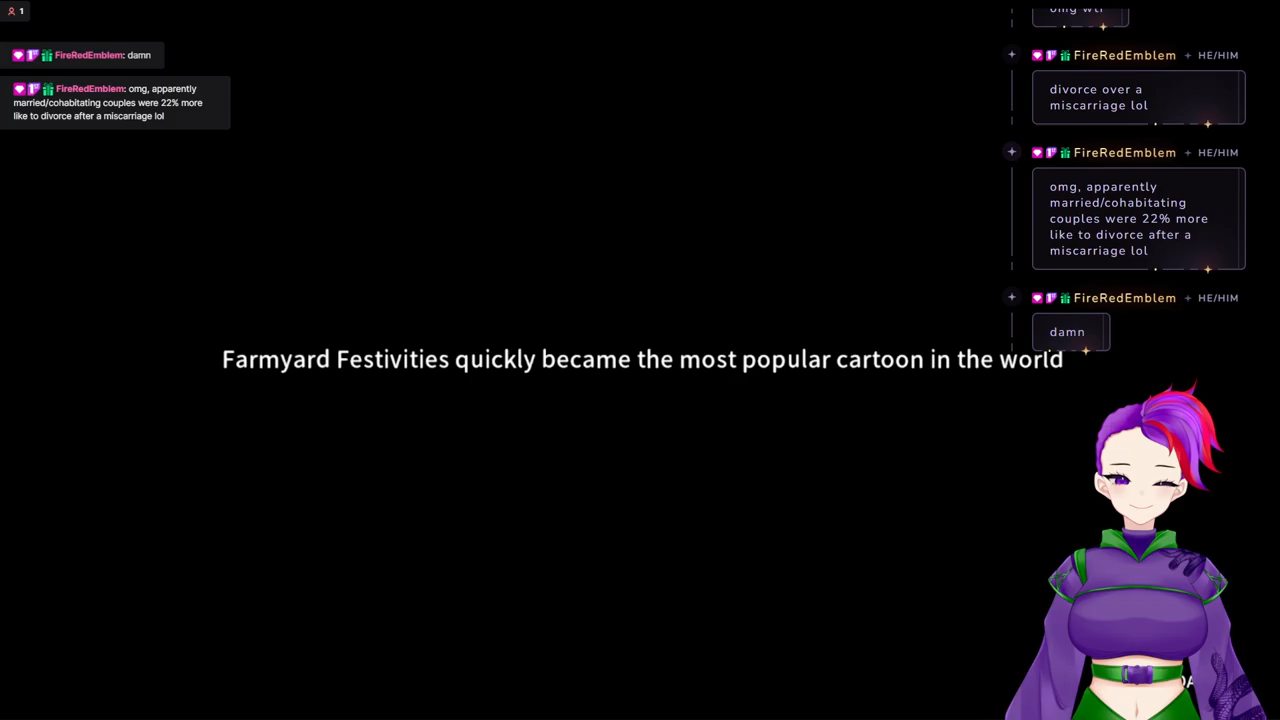 1
FireRedEmblem: damn
FireRedEmblem: omg, apparently
married/cohabitating couples were 22% more
like to divorce after a miscarriage lol
omg wtf
FireRedEmblem HE/HIM
divorce over a
miscarriage lol
FireRedEmblem HE/HIM
omg, apparently
married/cohabitating
couples were 22% more
like to divorce after a
miscarriage lol
FireRedEmblem HE/HIM
damn
Farmyard Festivities quickly became the most popular cartoon in the world